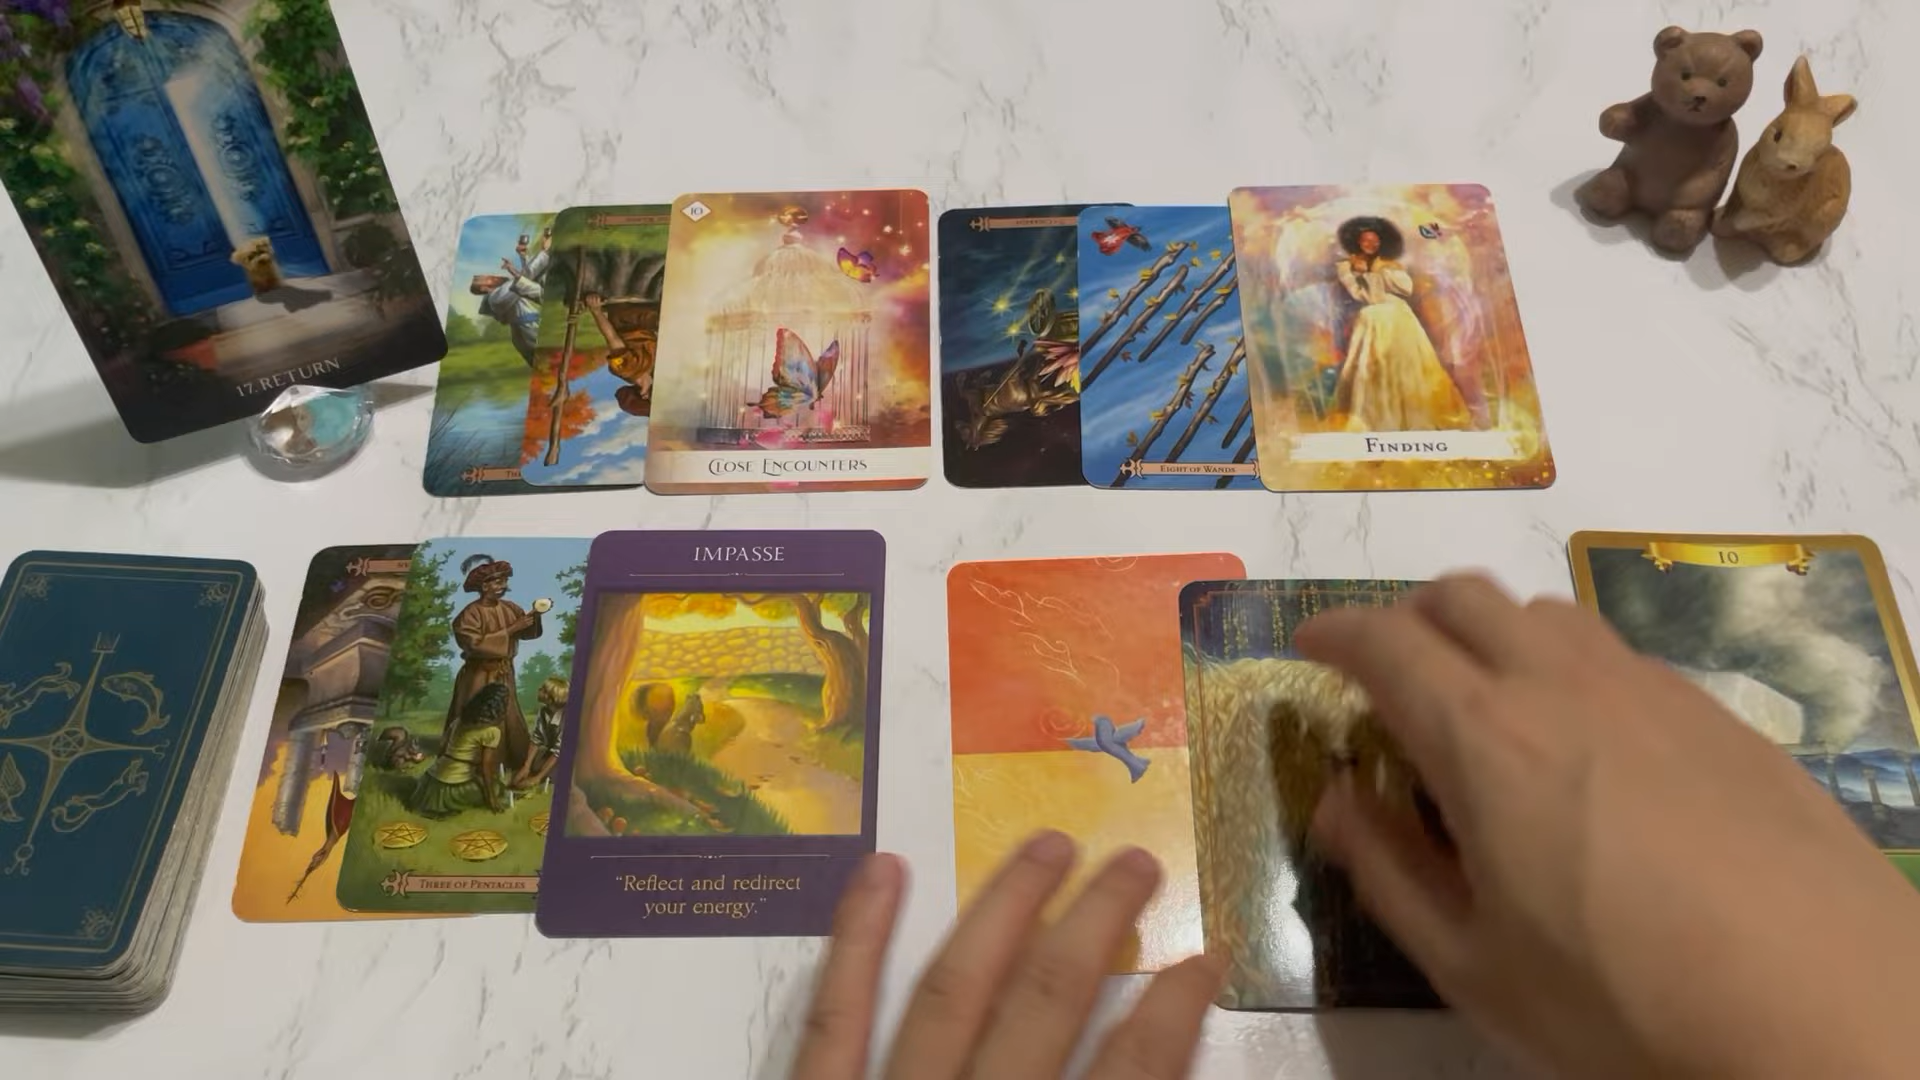 17. RETURN
10
CLOSE ENCOUNTERS
EIGHT OF WANDS
FINDING
THREE OF PENTACLES
IMPASSE
“Reflect and redirect
your energy.”
10